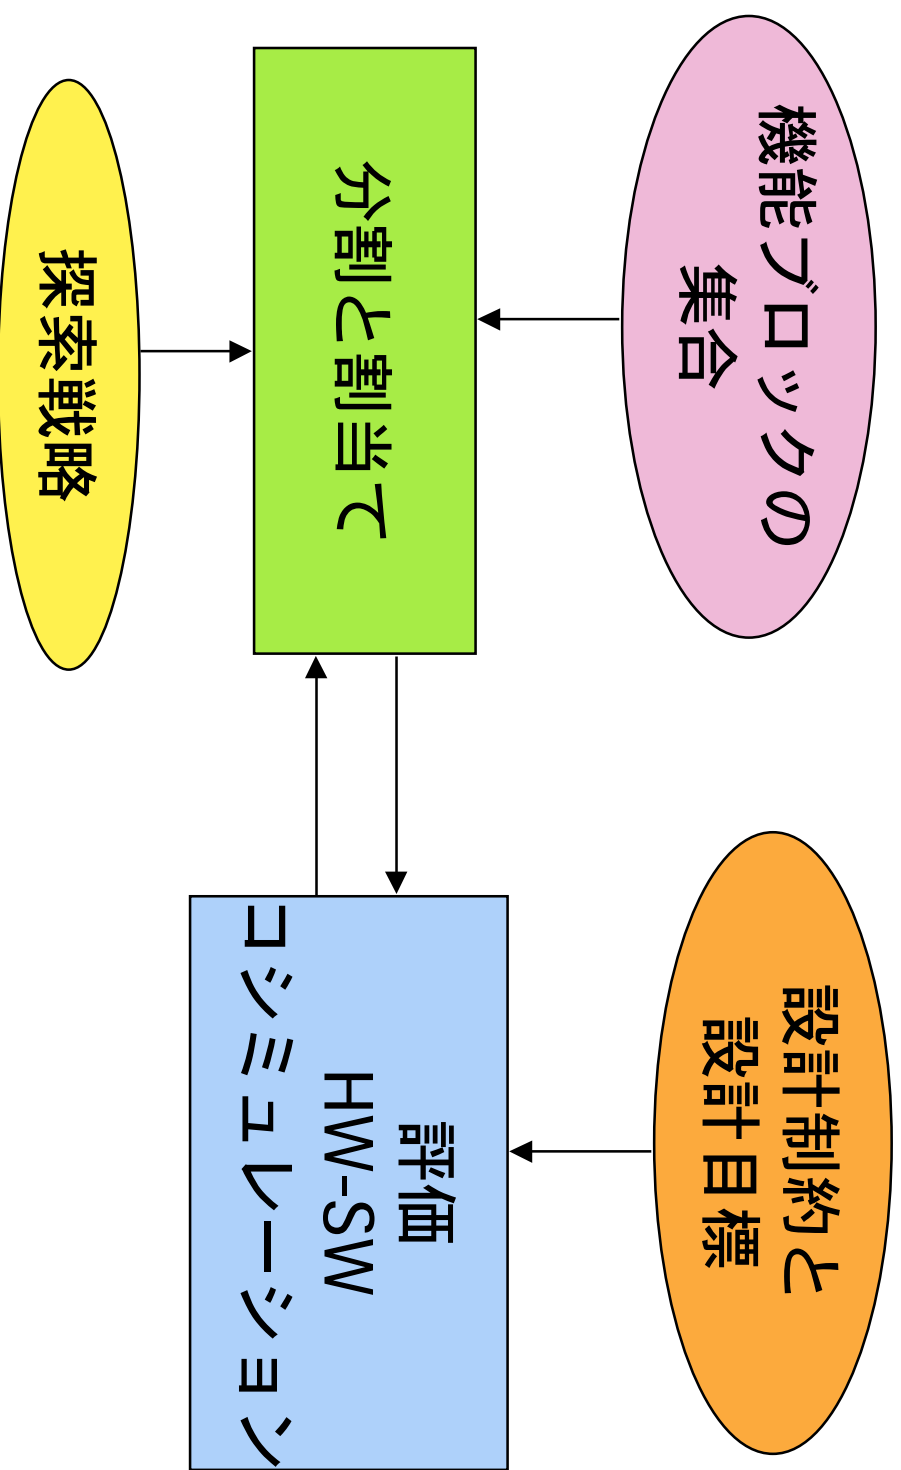 機能ブロックの
集合
設計制約と
設計目標
分割と割当て
評価
HW-SW
コシミュレーション
探索戦略